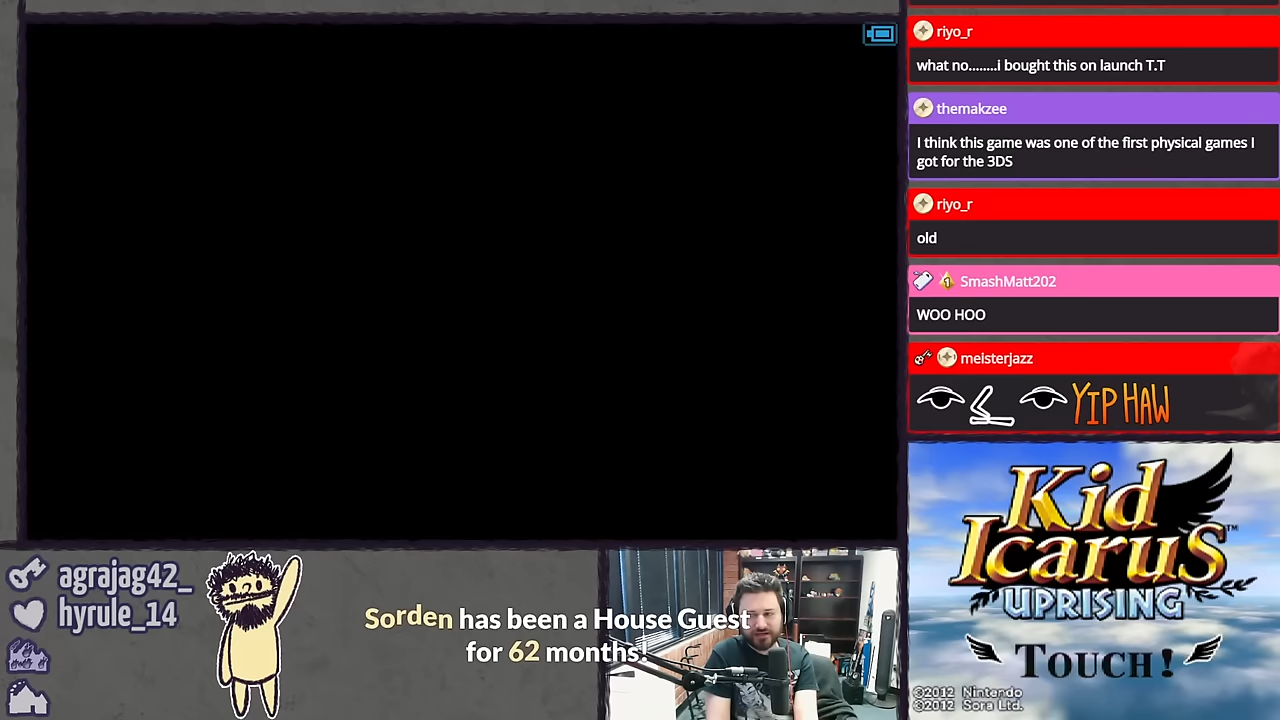 riyo_r
what no........i bought this on launch T.T
themakzee
I think this game was one of the first physical games I
got for the 3DS
riyo_r
old
1 SmashMatt202
WOO HOO
meisterjazz
YIP HAW
agrajag42_
hyrule_14
Sorden has been a House Guest
for 62 months!
Kid
Icarus™
UPRISING
TOUCH!
©2012 Nintendo
©2012 Sora Ltd.